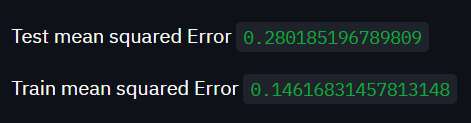 Test mean squared Error 0.280185196789809
Train mean squared Error 0.14616831457813148